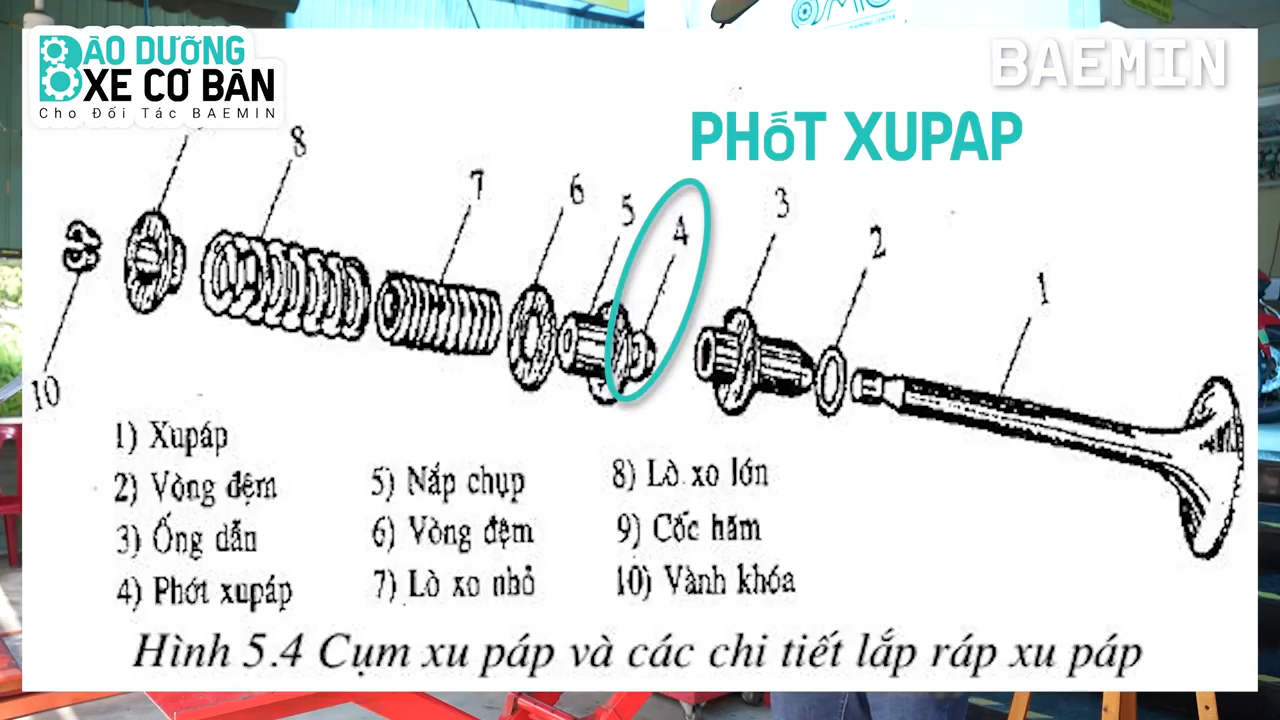 BẢO DƯỠNG
XE CƠ BẢN
Cho Đối Tác BAEMIN
BAEMIN
PHỐT XUPAP
8
7
6
5
4
3
2
1
10
1) Xupáp
2) Vòng đệm
3) Ống dẫn
4) Phớt xupáp
5) Nắp chụp
6) Vòng đệm
7) Lò xo nhỏ
8) Lò xo lớn
9) Cốc hãm
10) Vành khóa
Hình 5.4 Cụm xu páp và các chi tiết lắp ráp xu páp